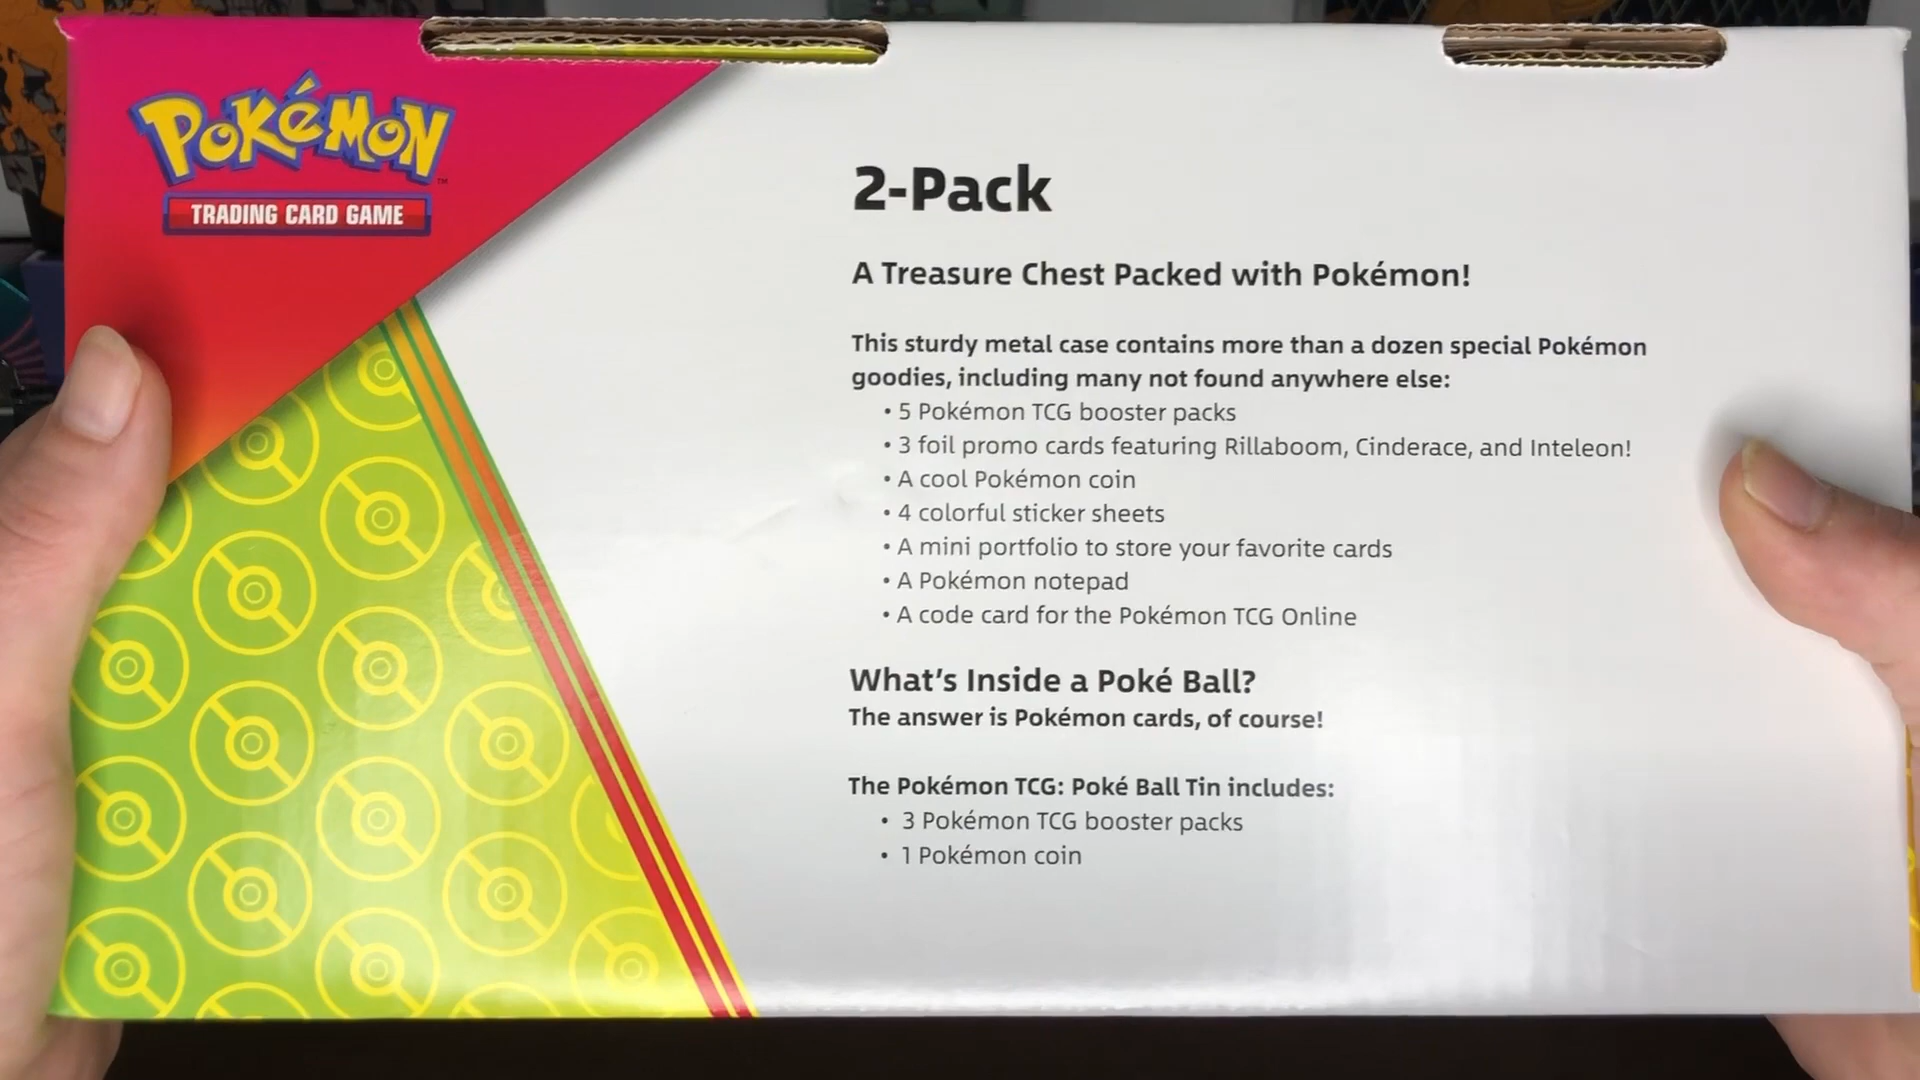 POKéMON™
TRADING CARD GAME
2-Pack
A Treasure Chest Packed with Pokémon!
This sturdy metal case contains more than a dozen special Pokémon
goodies, including many not found anywhere else:
• 5 Pokémon TCG booster packs
• 3 foil promo cards featuring Rillaboom, Cinderace, and Inteleon!
• A cool Pokémon coin
• 4 colorful sticker sheets
• A mini portfolio to store your favorite cards
• A Pokémon notepad
• A code card for the Pokémon TCG Online
What's Inside a Poké Ball?
The answer is Pokémon cards, of course!
The Pokémon TCG: Poké Ball Tin includes:
• 3 Pokémon TCG booster packs
• 1 Pokémon coin